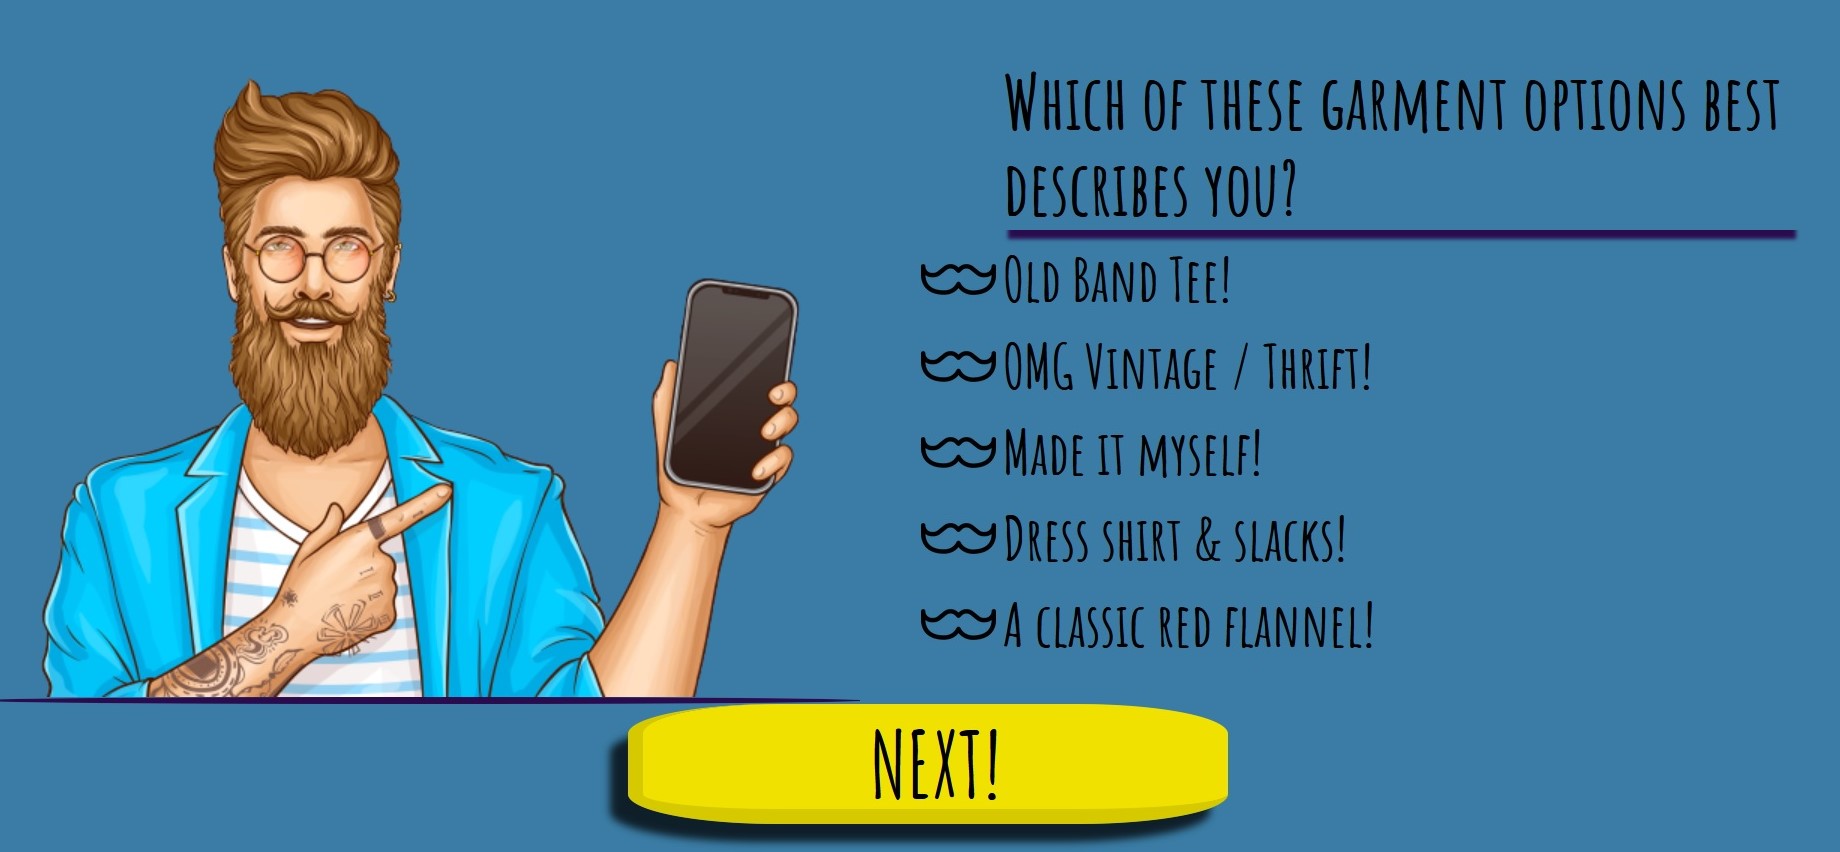 Which of these garment options best
describes you?
Old Band Tee!
OMG Vintage / Thrift!
Made it myself!
Dress shirt & slacks!
A classic red flannel!
NEXT!